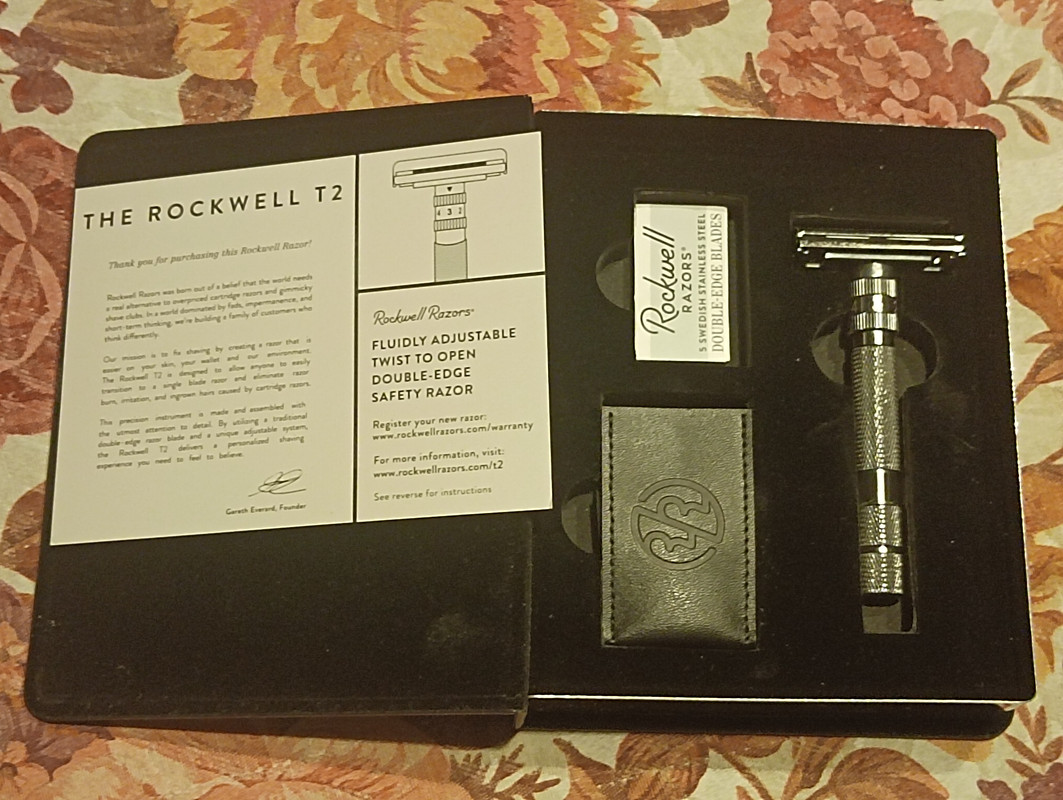 THE ROCKWELL T2
Thank you for purchasing this Rockwell Razor!
Rockwell Razors was born out of a belief that the world needs
a real alternative to overpriced cartridge razors and gimmicky
shave clubs. In a world dominated by fads, impermanence, and
short-term thinking, we're building a family of customers who
think differently.
Our mission is to fix shaving by creating a razor that is
easier on your skin, your wallet and our environment.
The Rockwell T2 is designed to allow anyone to easily
transition to a single blade razor and eliminate razor
burn, irritation, and ingrown hairs caused by cartridge razors.
This precision instrument is made and assembled with
the utmost attention to detail. By utilizing a traditional
double-edge razor blade and a unique adjustable system,
the Rockwell T2 delivers a personalized shaving
experience you need to feel to believe.
Gareth Everard, Founder
4 3 2
Rockwell Razors®
FLUIDLY ADJUSTABLE
TWIST TO OPEN
DOUBLE-EDGE
SAFETY RAZOR
Register your new razor:
www.rockwellrazors.com/warranty
For more information, visit:
www.rockwellrazors.com/t2
See reverse for instructions
Rockwell
RAZORS®
5 SWEDISH STAINLESS STEEL
DOUBLE-EDGE BLADES